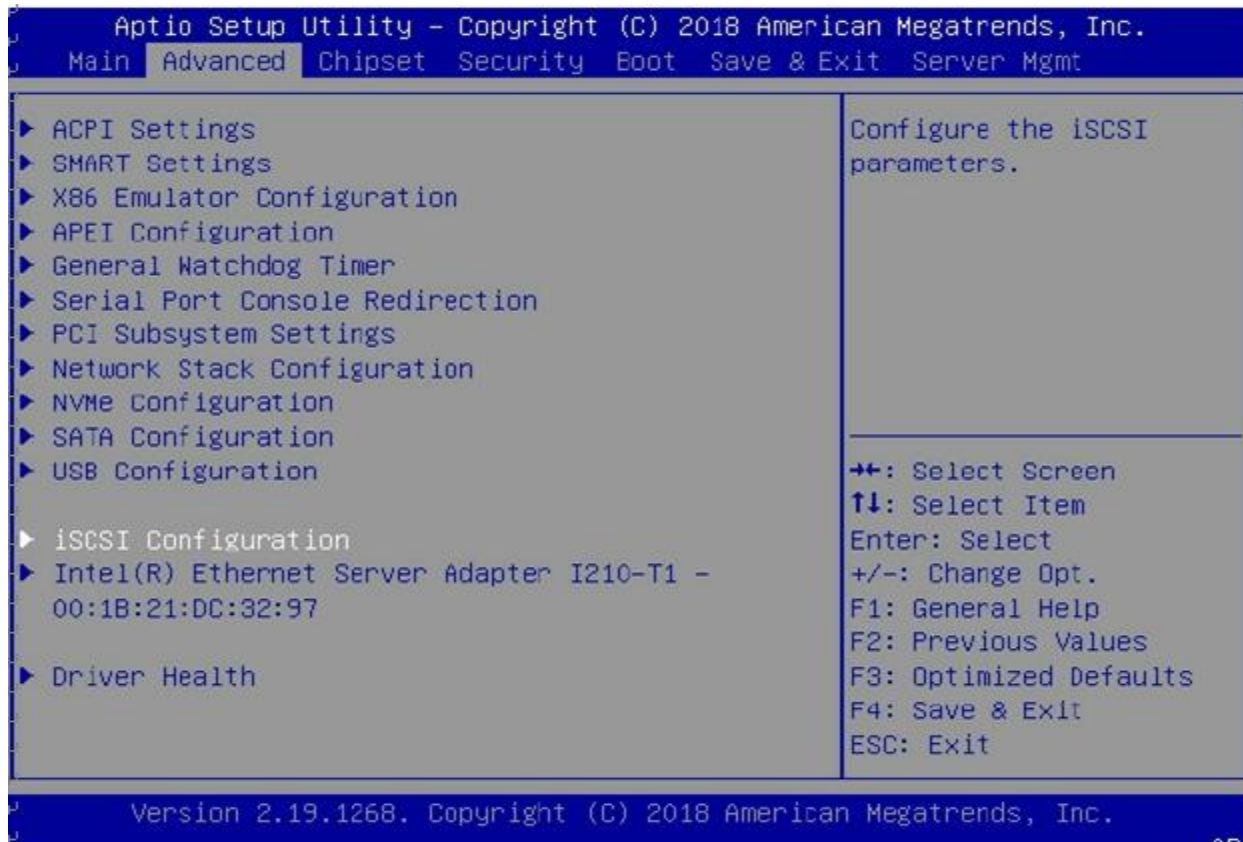 Aptio Setup Utility – Copyright (C) 2018 American Megatrends, Inc.
Main Advanced Chipset Security Boot Save & Exit Server Mgmt
ACPI Settings
SMART Settings
X86 Emulator Configuration
APEI Configuration
General Watchdog Timer
Serial Port Console Redirection
PCI Subsystem Settings
Network Stack Configuration
NVMe Configuration
SATA Configuration
USB Configuration
iSCSI Configuration
Intel(R) Ethernet Server Adapter I210-T1 –
00:1B:21:DC:32:97
Driver Health
Configure the iSCSI
parameters.
→←: Select Screen
↑↓: Select Item
Enter: Select
+/-: Change Opt.
F1: General Help
F2: Previous Values
F3: Optimized Defaults
F4: Save & Exit
ESC: Exit
Version 2.19.1268. Copyright (C) 2018 American Megatrends, Inc.